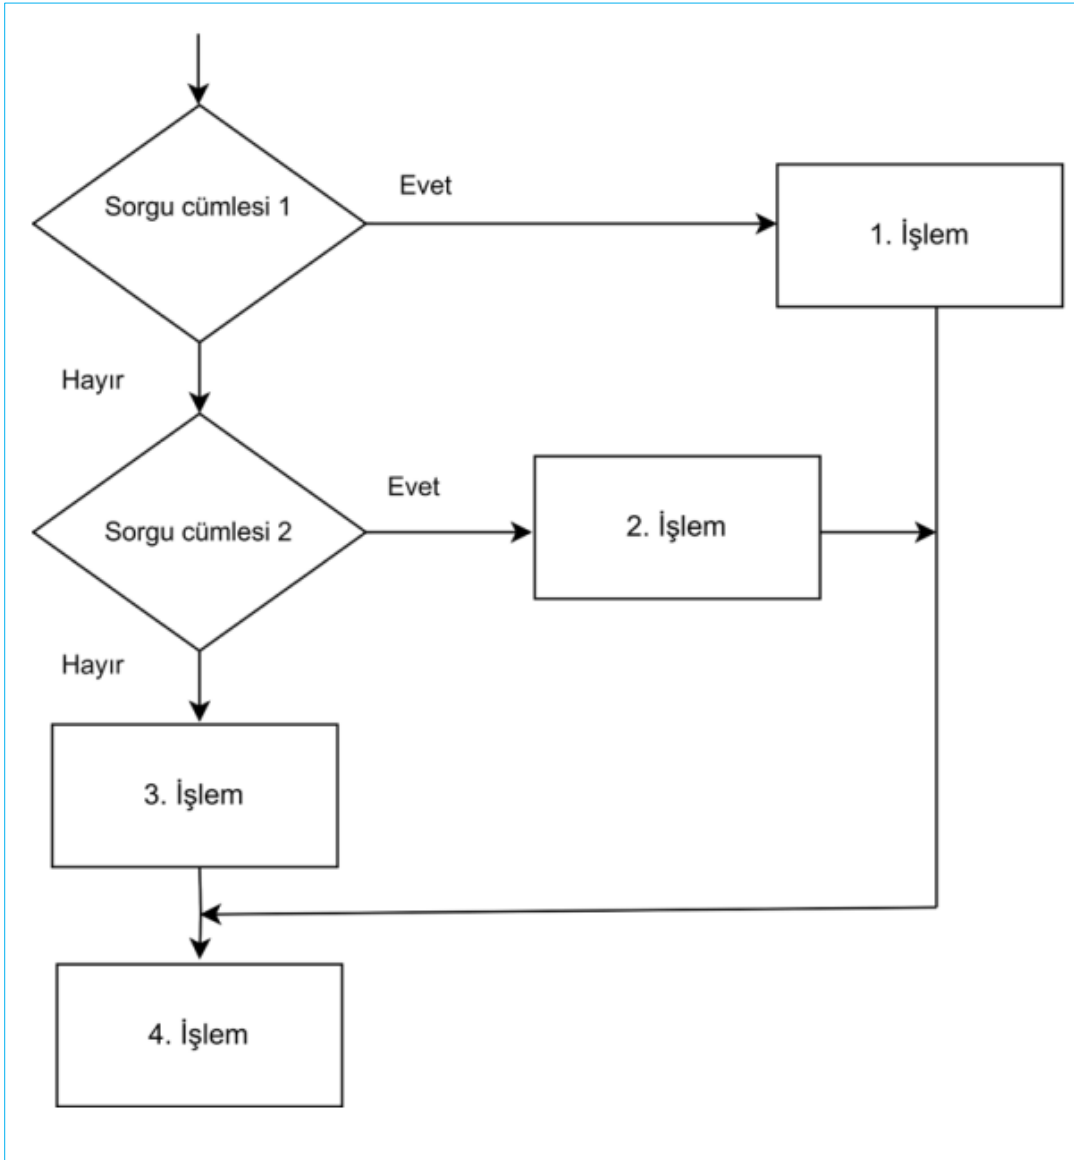 Sorgu cümlesi 1
Evet
1. İşlem
Hayır
Sorgu cümlesi 2
Evet
2. İşlem
Hayır
3. İşlem
4. İşlem